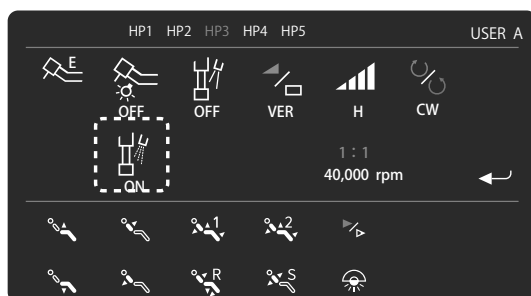 HP1 HP2 HP3 HP4 HP5 USER A
E
OFF OFF VER H CW
ON 1:1
40,000 rpm
1 2
R S